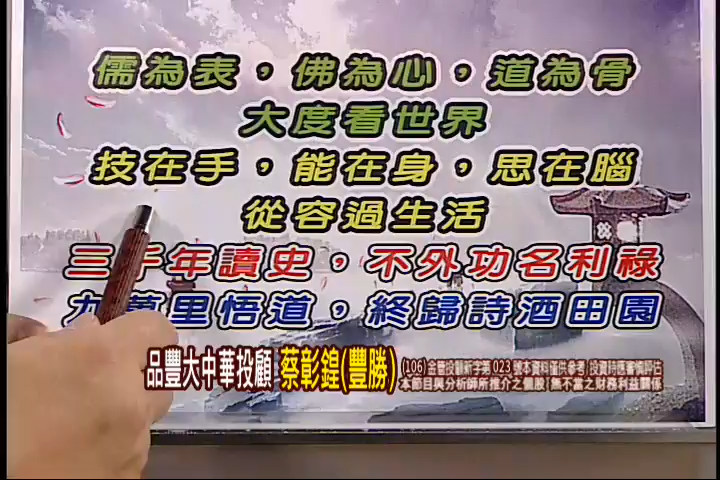 儒為表，佛為心，道為骨
大度看世界
技在手，能在身，思在腦
從容過生活
三千年讀史，不外功名利祿
九萬里悟道，終歸詩酒田園
品豐大中華投顧 蔡彰鍠(豐勝)
(106)金管投顧新字第023號本資料僅供參考 投資時應審慎評估
本節目與分析師所推介之個股 無不當之財務利益關係